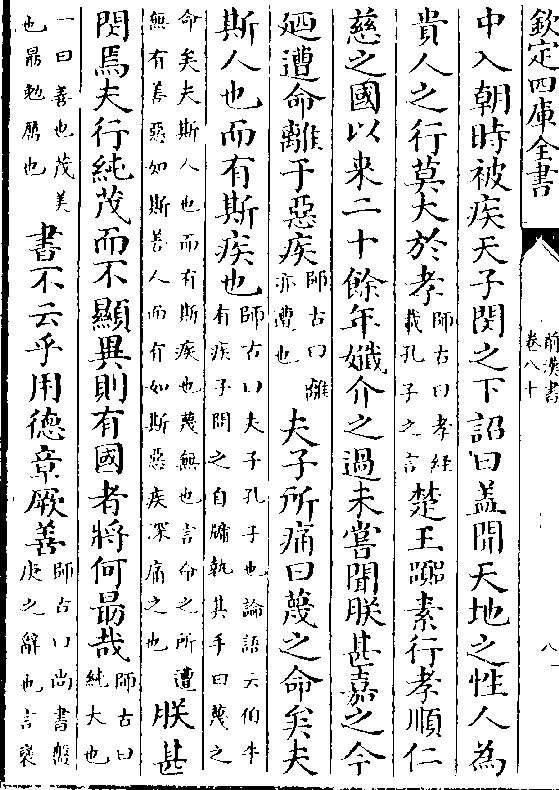 欽定四庫全書
前漢書
卷八十
八
中入朝時被疾天子閔之下詔曰蓋聞天地之性人為
貴人之行莫大於孝師古曰孝經載孔子之言楚王囂素行孝順仁
慈之國以來二十餘年孅介之過未嘗聞朕甚嘉之今
廼遭命離于惡疾師古曰離亦遭也夫子所痛曰蔑之命矣夫
斯人也而有斯疾也師古曰夫子孔子也論語云伯牛有疾子問之自牖執其手曰蔑之
命矣夫斯人也而有斯疾也蔑無也言命之所遭無有善惡如斯善人而有如斯惡疾深痛之也朕甚
閔焉夫行純茂而不顯異則有國者將何朂哉師古曰純大也
一曰善也茂美也朂勉厲也書不云乎用德章厥善師古曰尚書盤庚之辭也言襃